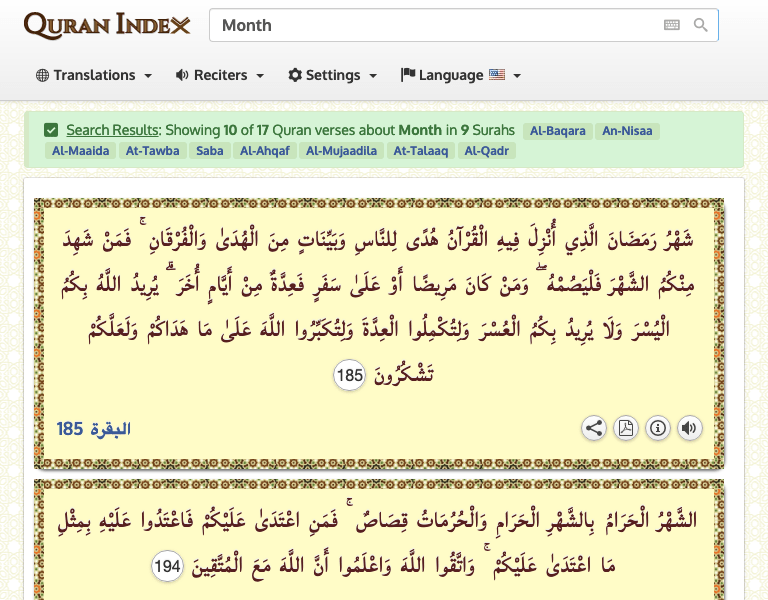 QURAN INDEX
Month
Translations
Reciters
Settings
Language
Search Results: Showing 10 of 17 Quran verses about Month in 9 Surahs Al-Baqara An-Nisaa
Al-Maaida At-Tawba Saba Al-Ahqaf Al-Mujaadila At-Talaaq Al-Qadr
شَهْرُ رَمَضَانَ الَّذِي أُنْزِلَ فِيهِ الْقُرْآنُ هُدًى لِلنَّاسِ وَبَيِّنَاتٍ مِنَ الْهُدَىٰ وَالْفُرْقَانِ ۚ فَمَنْ شَهِدَ
مِنْكُمُ الشَّهْرَ فَلْيَصُمْهُ ۖ وَمَنْ كَانَ مَرِيضًا أَوْ عَلَىٰ سَفَرٍ فَعِدَّةٌ مِنْ أَيَّامٍ أُخَرَ ۗ يُرِيدُ اللَّهُ بِكُمُ
الْيُسْرَ وَلَا يُرِيدُ بِكُمُ الْعُسْرَ وَلِتُكْمِلُوا الْعِدَّةَ وَلِتُكَبِّرُوا اللَّهَ عَلَىٰ مَا هَدَاكُمْ وَلَعَلَّكُمْ
تَشْكُرُونَ 185
البقرة 185
الشَّهْرُ الْحَرَامُ بِالشَّهْرِ الْحَرَامِ وَالْحُرُمَاتُ قِصَاصٌ ۚ فَمَنِ اعْتَدَىٰ عَلَيْكُمْ فَاعْتَدُوا عَلَيْهِ بِمِثْلِ
مَا اعْتَدَىٰ عَلَيْكُمْ ۚ وَاتَّقُوا اللَّهَ وَاعْلَمُوا أَنَّ اللَّهَ مَعَ الْمُتَّقِينَ 194